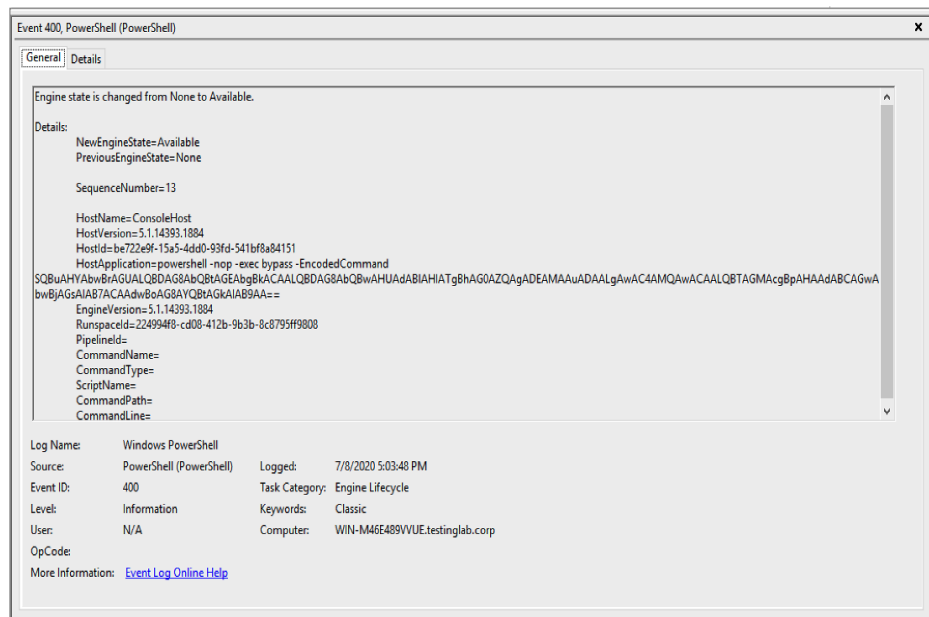 Event 400, PowerShell (PowerShell)
General Details
Engine state is changed from None to Available.
Details:
NewEngineState=Available
PreviousEngineState=None
SequenceNumber=13
HostName=ConsoleHost
HostVersion=5.1.14393.1884
HostId=be722e9f-15a5-4dd0-93fd-541bf8a84151
HostApplication=powershell -nop -exec bypass -EncodedCommand
SQBuAHYAbwBrAGUALQBDAG8AbQBtAGEAbgBkACAALQBDAG8AbQBwAHUAdABlAHIATgBhAG0AZQAgADEAMAAuADAALgAwAC4AMQAwACAALQBTAGMAcgBpAHAAdABCAGwA
bwBjAGsAIAB7ACAAdwBoAG8AYQBtAGkAIAB9AA==
EngineVersion=5.1.14393.1884
RunspaceId=224994f8-cd08-412b-9b3b-8c8795ff9808
PipelineId=
CommandName=
CommandType=
ScriptName=
CommandPath=
CommandLine=
Log Name: Windows PowerShell
Source: PowerShell (PowerShell) Logged: 7/8/2020 5:03:48 PM
Event ID: 400 Task Category: Engine Lifecycle
Level: Information Keywords: Classic
User: N/A Computer: WIN-M46E489VVUE.testinglab.corp
OpCode:
More Information: Event Log Online Help